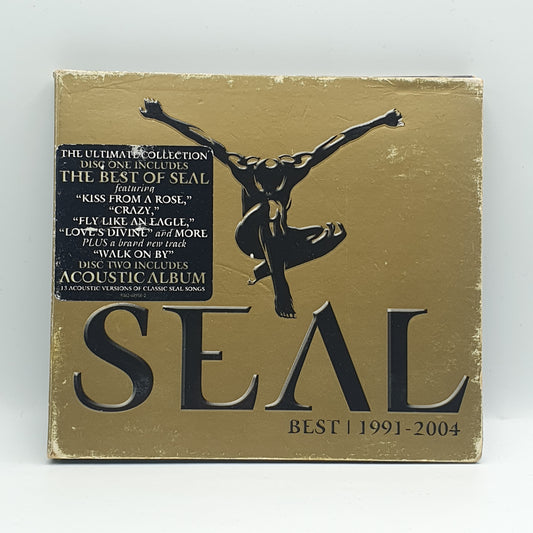 THE ULTIMATE COLLECTION
DISC ONE INCLUDES
THE BEST OF SEAL
featuring
"KISS FROM A ROSE,"
"CRAZY,"
"FLY LIKE AN EAGLE,"
"LOVE'S DIVINE" and MORE
PLUS a brand new track
"WALK ON BY"
DISC TWO INCLUDES
ACOUSTIC ALBUM
13 ACOUSTIC VERSIONS OF CLASSIC SEAL SONGS
SEAL
BEST | 1991-2004